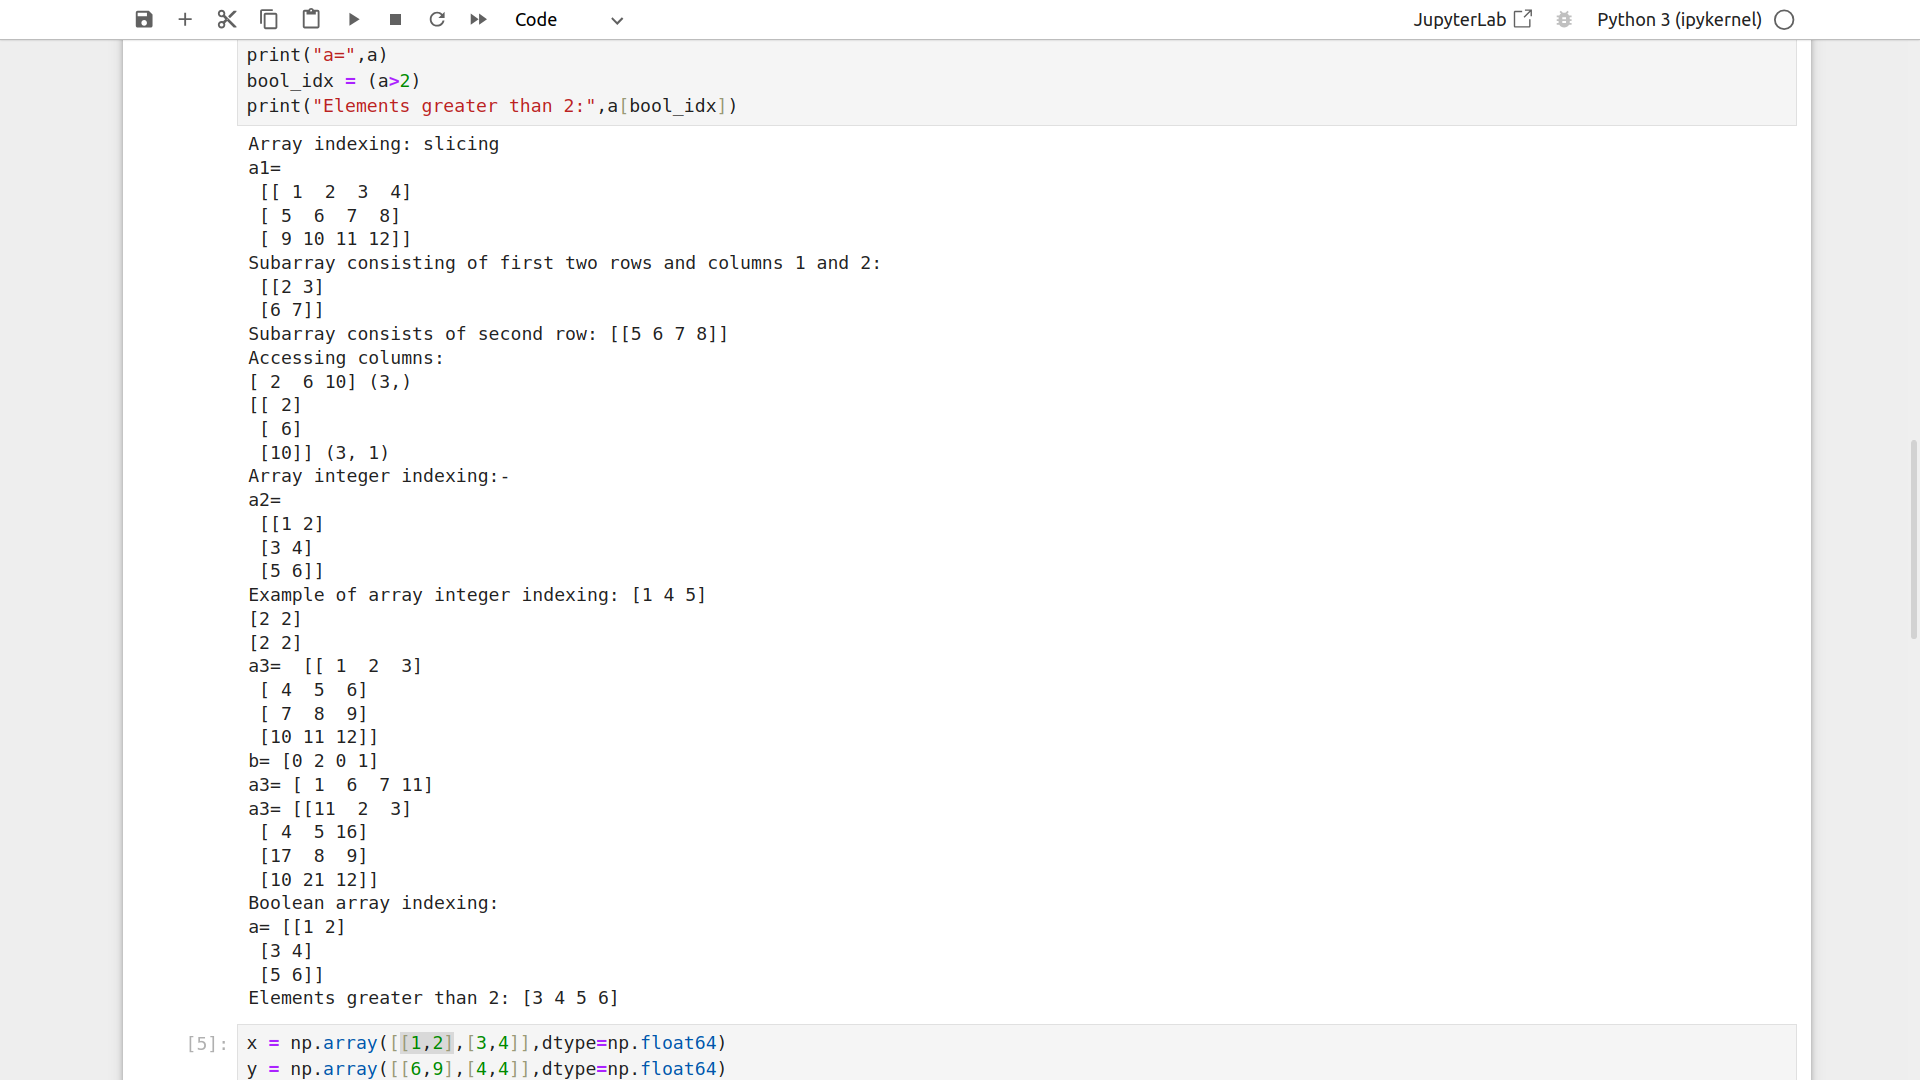 Code JupyterLab Python 3 (ipykernel)
print("a=",a)
bool_idx = (a>2)
print("Elements greater than 2:",a[bool_idx])
Array indexing: slicing
a1=
 [[ 1  2  3  4]
 [ 5  6  7  8]
 [ 9 10 11 12]]
Subarray consisting of first two rows and columns 1 and 2:
 [[2 3]
 [6 7]]
Subarray consists of second row: [[5 6 7 8]]
Accessing columns:
[ 2  6 10] (3,)
[[ 2]
 [ 6]
 [10]] (3, 1)
Array integer indexing:-
a2=
 [[1 2]
 [3 4]
 [5 6]]
Example of array integer indexing: [1 4 5]
[2 2]
[2 2]
a3=  [[ 1  2  3]
 [ 4  5  6]
 [ 7  8  9]
 [10 11 12]]
b= [0 2 0 1]
a3= [ 1  6  7 11]
a3= [[11  2  3]
 [ 4  5 16]
 [17  8  9]
 [10 21 12]]
Boolean array indexing:
a= [[1 2]
 [3 4]
 [5 6]]
Elements greater than 2: [3 4 5 6]
[5]: x = np.array([[1,2],[3,4]],dtype=np.float64)
y = np.array([[6,9],[4,4]],dtype=np.float64)